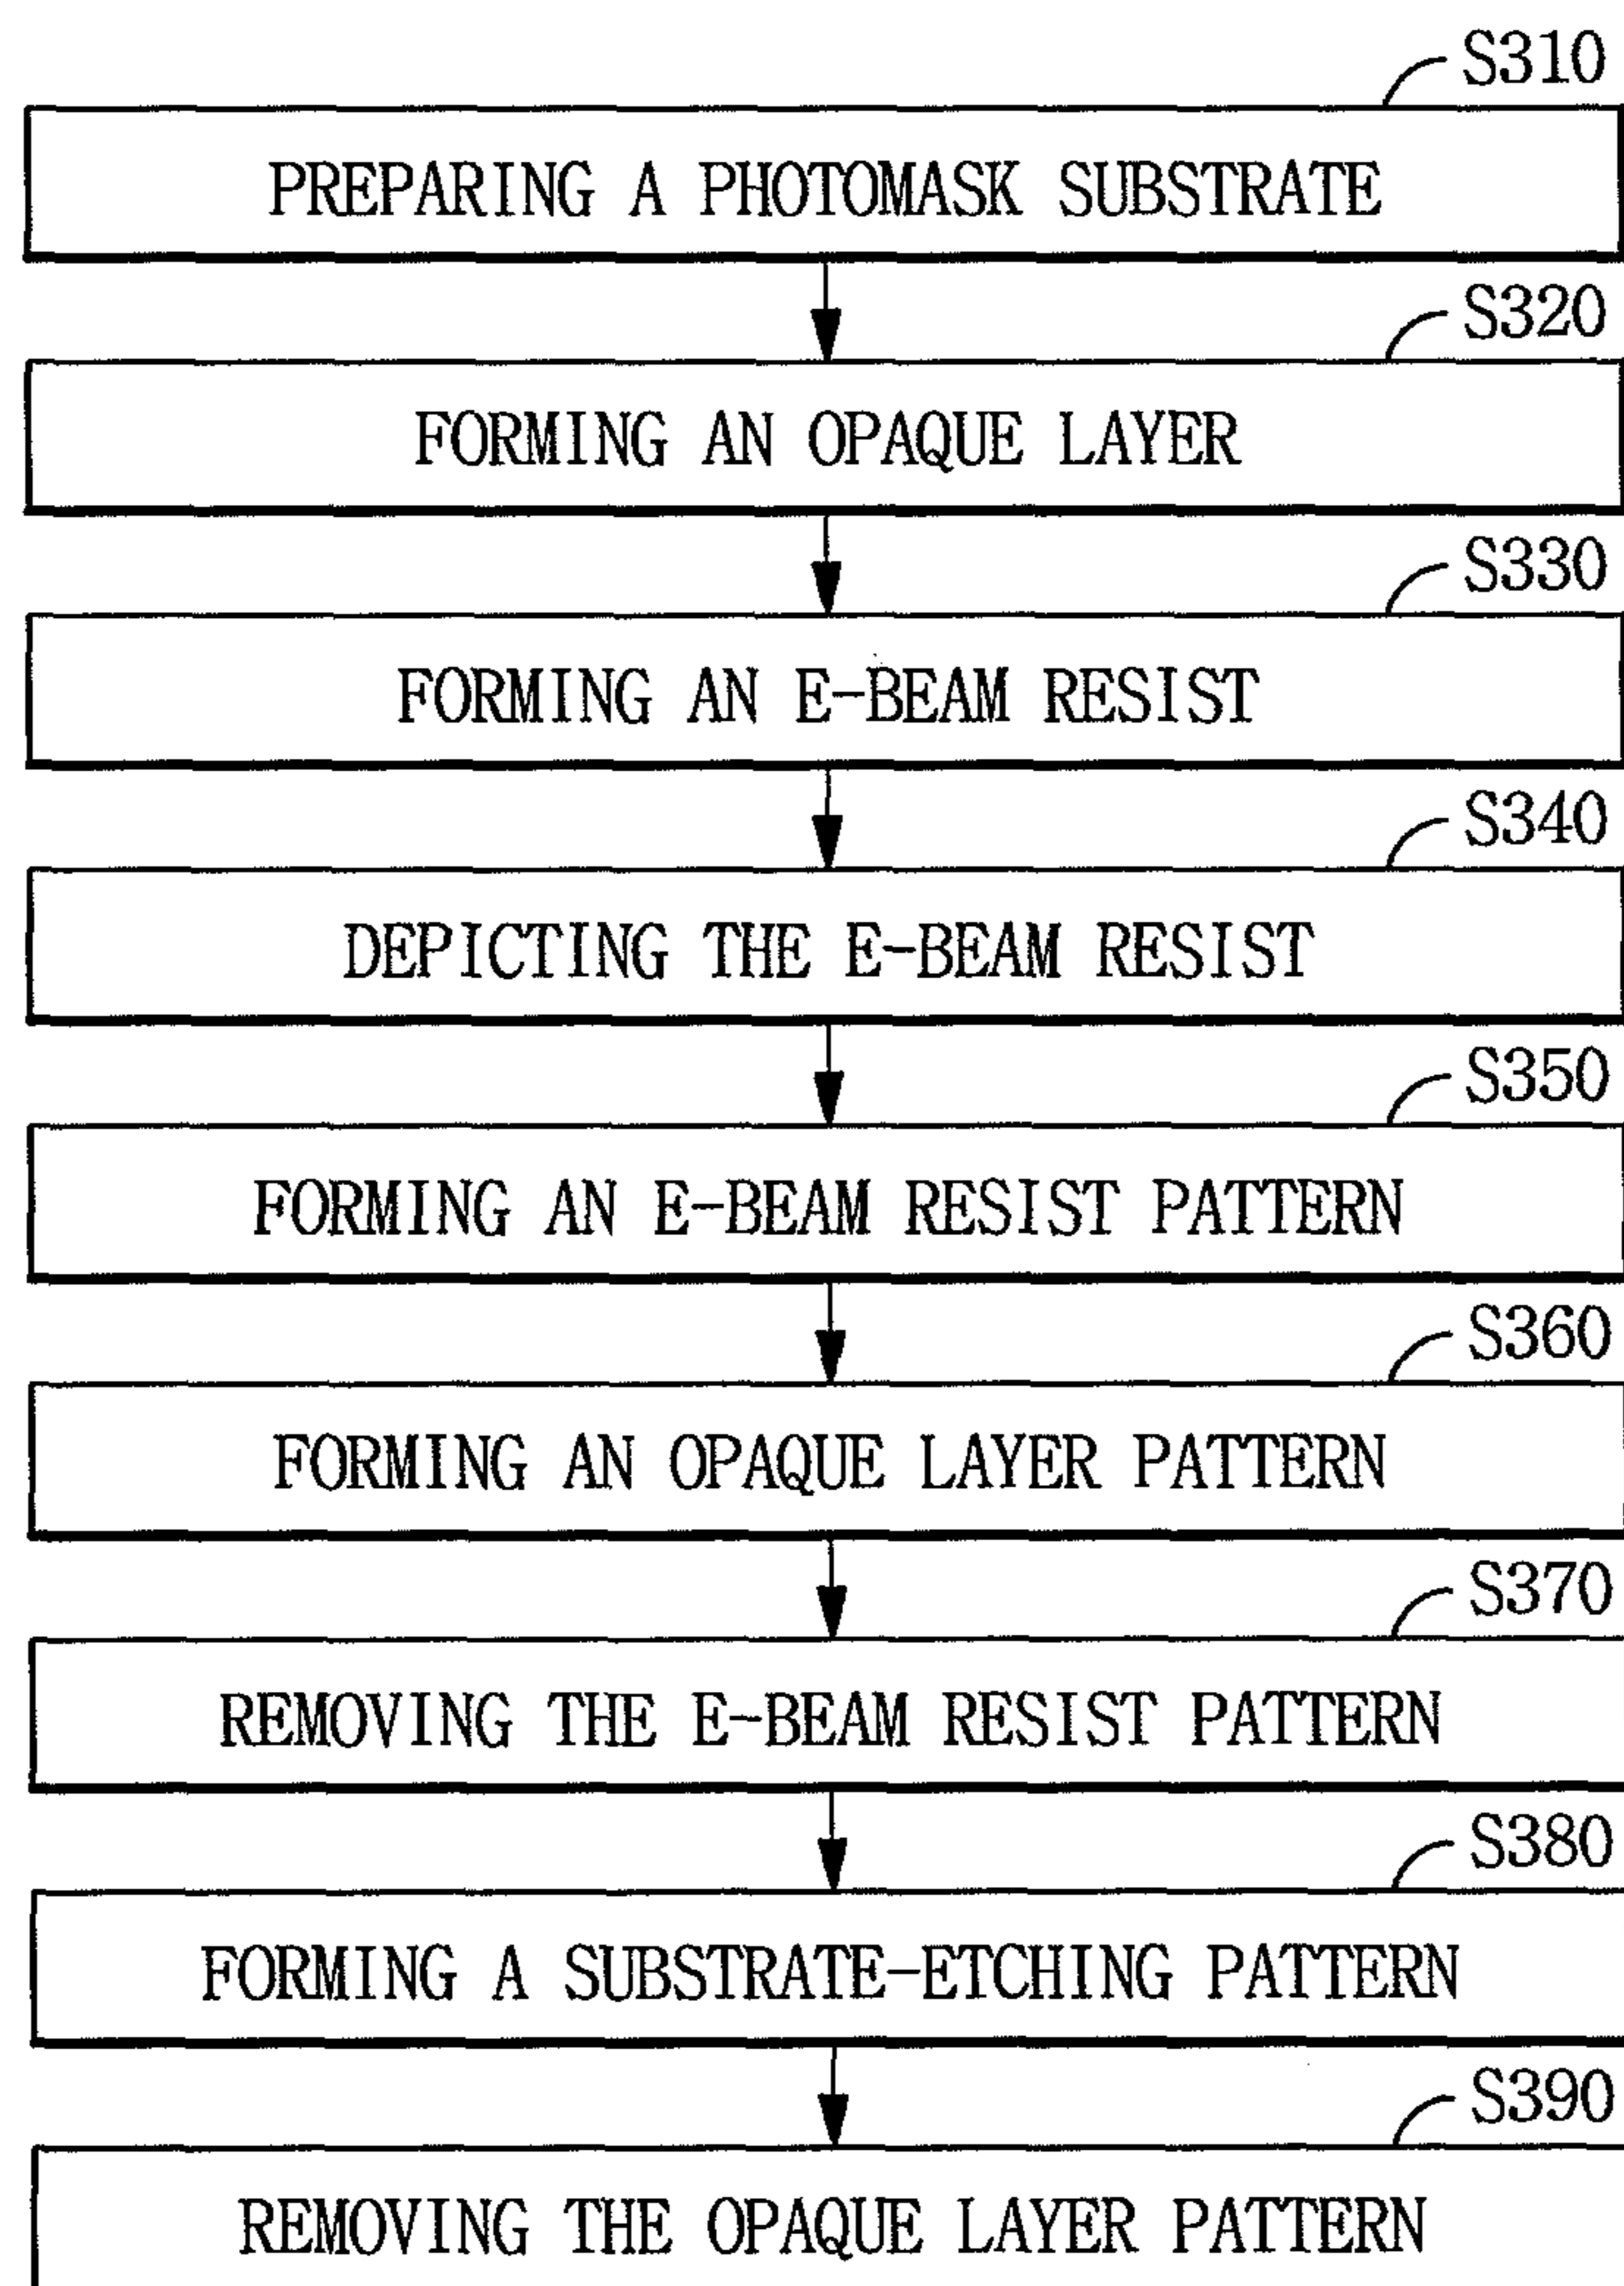 S310
PREPARING A PHOTOMASK SUBSTRATE
S320
FORMING AN OPAQUE LAYER
S330
FORMING AN E-BEAM RESIST
S340
DEPICTING THE E-BEAM RESIST
S350
FORMING AN E-BEAM RESIST PATTERN
S360
FORMING AN OPAQUE LAYER PATTERN
S370
REMOVING THE E-BEAM RESIST PATTERN
S380
FORMING A SUBSTRATE-ETCHING PATTERN
S390
REMOVING THE OPAQUE LAYER PATTERN